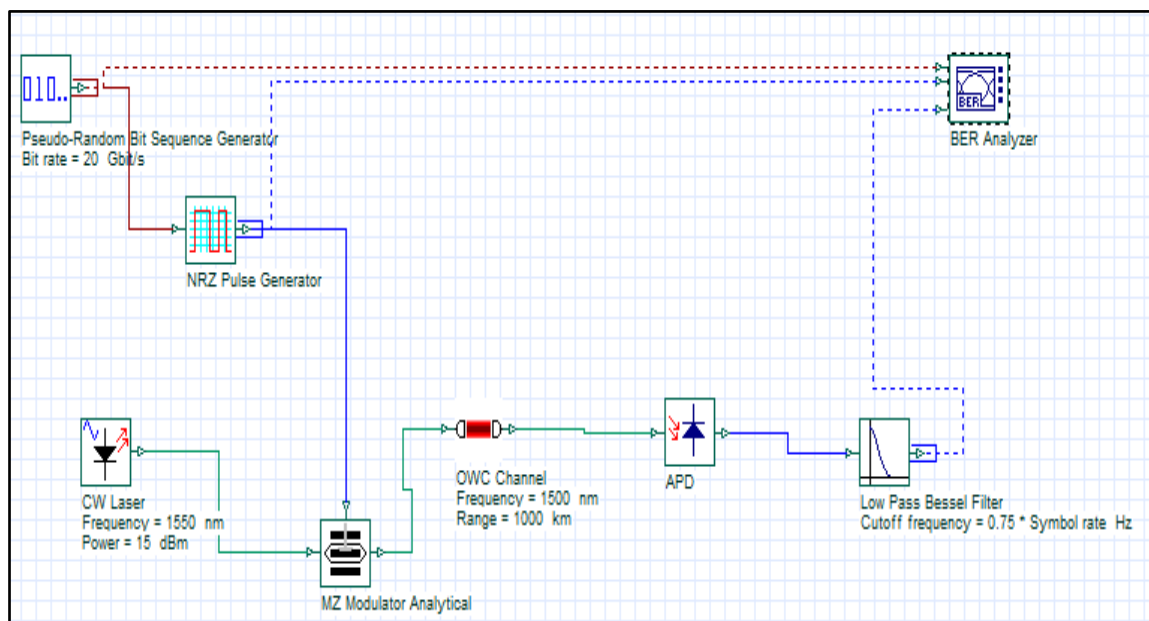 010..
BER
Pseudo-Random Bit Sequence Generator
Bit rate = 20 Gbit/s
BER Analyzer
NRZ Pulse Generator
CW Laser
Frequency = 1550 nm
Power = 15 dBm
OWC Channel
Frequency = 1500 nm
Range = 1000 km
APD
Low Pass Bessel Filter
Cutoff frequency = 0.75 * Symbol rate Hz
MZ Modulator Analytical